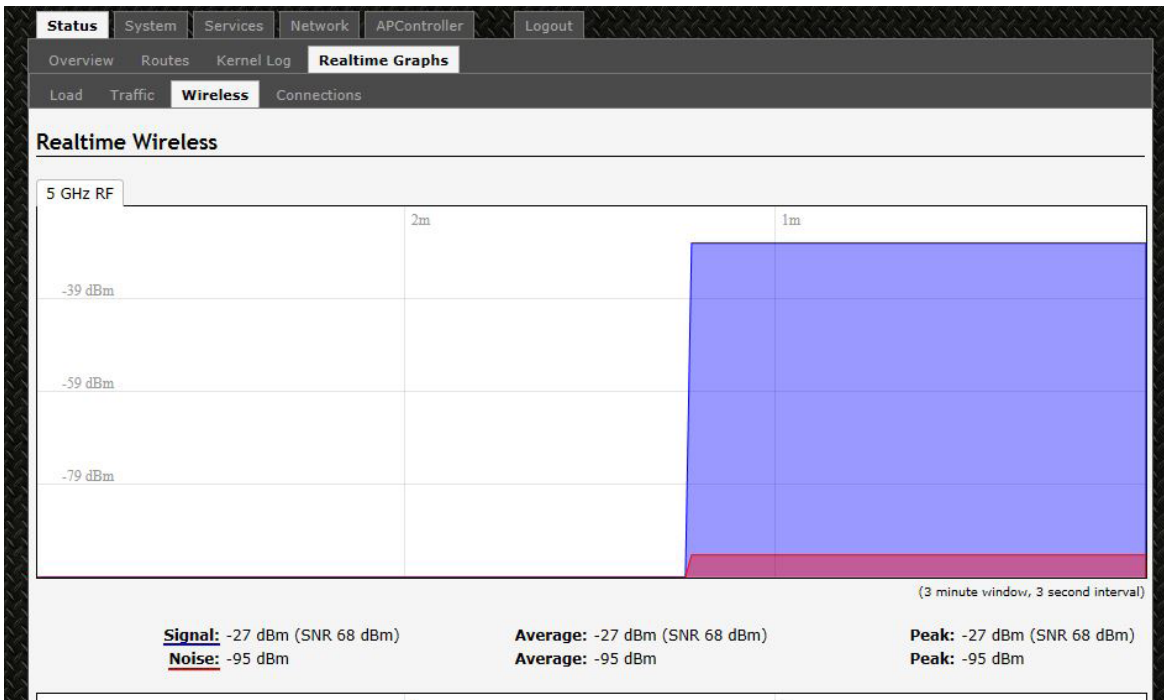 Status System Services Network APController Logout
Overview Routes Kernel Log Realtime Graphs
Load Traffic Wireless Connections
Realtime Wireless
5 GHz RF
2m 1m
-39 dBm
-59 dBm
-79 dBm
(3 minute window, 3 second interval)
Signal: -27 dBm (SNR 68 dBm) Average: -27 dBm (SNR 68 dBm) Peak: -27 dBm (SNR 68 dBm)
Noise: -95 dBm Average: -95 dBm Peak: -95 dBm